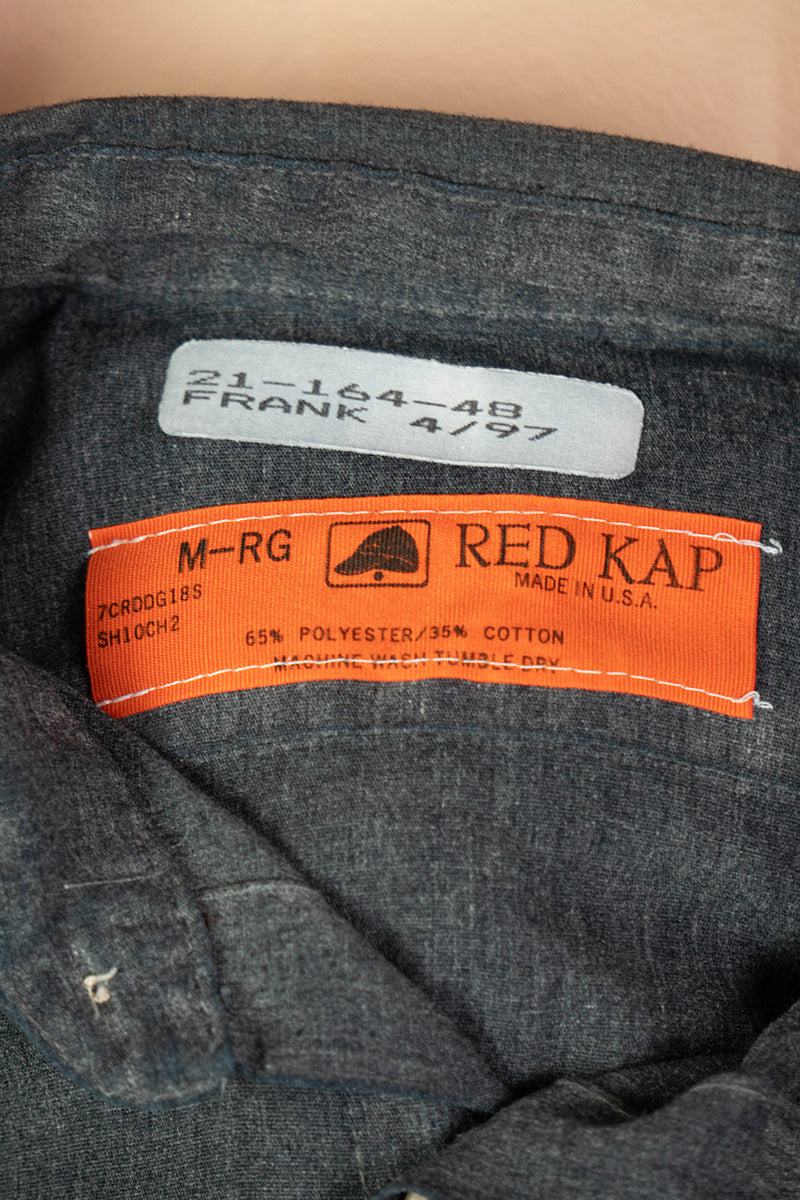 21-164-48
FRANK 4/97
M-RG
RED KAP
MADE IN U.S.A.
7CRDDG18S
SH10CH2
65% POLYESTER/35% COTTON
MACHINE WASH TUMBLE DRY